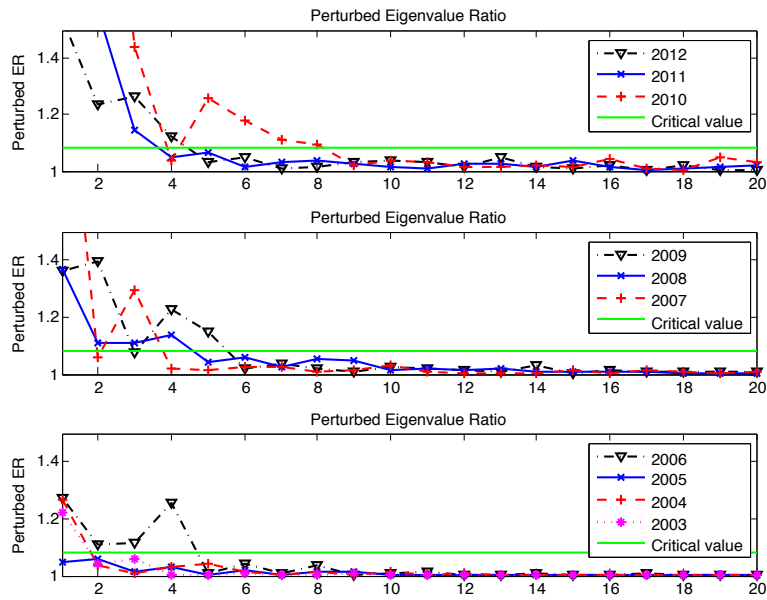 Perturbed Eigenvalue Ratio
Perturbed ER
1.4
1.2
1
2 4 6 8 10 12 14 16 18 20
2012
2011
2010
Critical value
Perturbed Eigenvalue Ratio
Perturbed ER
1.4
1.2
1
2 4 6 8 10 12 14 16 18 20
2009
2008
2007
Critical value
Perturbed Eigenvalue Ratio
Perturbed ER
1.4
1.2
1
2 4 6 8 10 12 14 16 18 20
2006
2005
2004
2003
Critical value